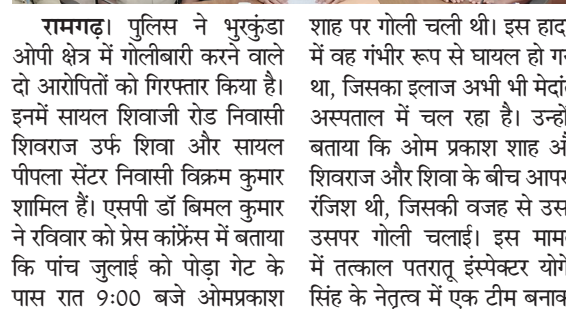 रामगढ़। पुलिस ने भुरकुंडा
ओपी क्षेत्र में गोलीबारी करने वाले
दो आरोपितों को गिरफ्तार किया है।
इनमें सायल शिवाजी रोड निवासी
शिवराज उर्फ शिवा और सायल
पीपला सेंटर निवासी विक्रम कुमार
शामिल हैं। एसपी डॉ बिमल कुमार
ने रविवार को प्रेस कांफ्रेंस में बताया
कि पांच जुलाई को पोड़ा गेट के
पास रात 9:00 बजे ओमप्रकाश
शाह पर गोली चली थी। इस
में वह गंभीर रूप से घायल हो
था, जिसका इलाज अभी भी
अस्पताल में चल रहा है।
बताया कि ओम प्रकाश शाह
शिवराज और शिवा के बीच
रंजिश थी, जिसकी वजह से
उसपर गोली चलाई। इस
में तत्काल पतरातू इंस्पेक्टर
सिंह के नेतृत्व में एक टीम